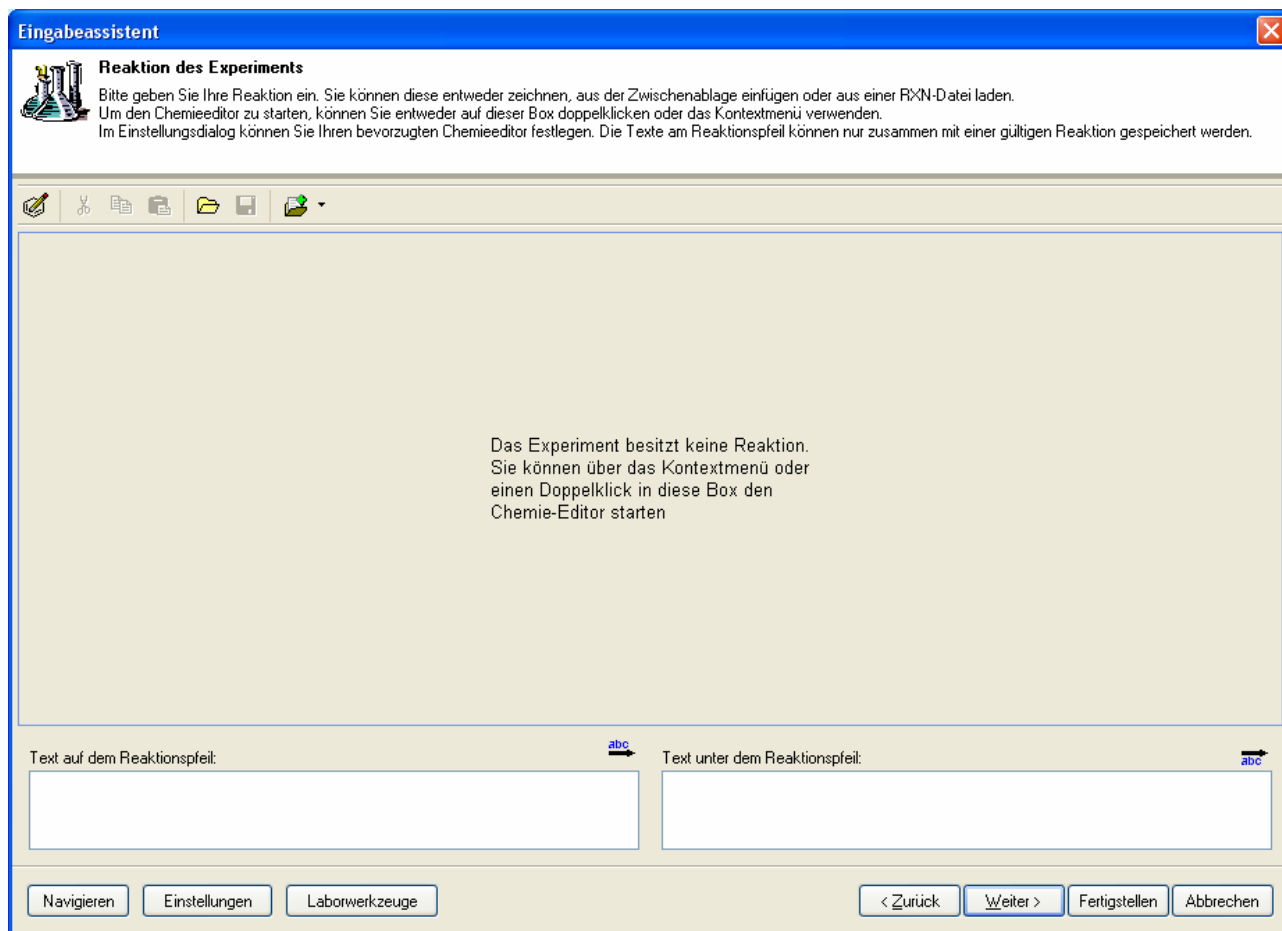 Eingabeassistent
Reaktion des Experiments
Bitte geben Sie Ihre Reaktion ein. Sie können diese entweder zeichnen, aus der Zwischenablage einfügen oder aus einer RXN-Datei laden.
Um den Chemieeditor zu starten, können Sie entweder auf dieser Box doppelklicken oder das Kontextmenü verwenden.
Im Einstellungsdialog können Sie Ihren bevorzugten Chemieeditor festlegen. Die Texte am Reaktionspfeil können nur zusammen mit einer gültigen Reaktion gespeichert werden.
Das Experiment besitzt keine Reaktion.
Sie können über das Kontextmenü oder
einen Doppelklick in diese Box den
Chemie-Editor starten
Text auf dem Reaktionspfeil: abc
Text unter dem Reaktionspfeil: abc
Navigieren Einstellungen Laborwerkzeuge < Zurück Weiter > Fertigstellen Abbrechen